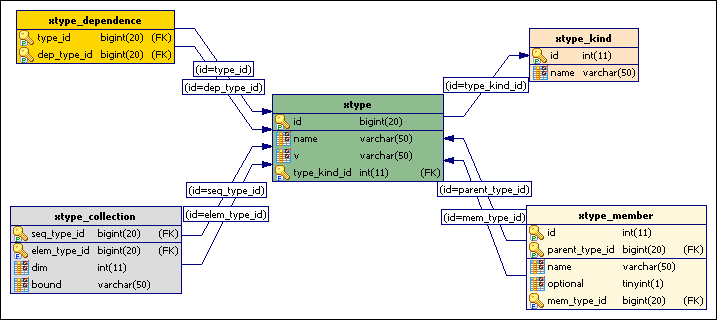 xtype_dependence
type_id bigint(20) (FK)
dep_type_id bigint(20) (FK)
xtype_kind
id int(11)
name varchar(50)
(id=type_id)
(id=dep_type_id)
(id=type_kind_id)
xtype
id bigint(20)
name varchar(50)
v varchar(50)
type_kind_id int(11) (FK)
(id=seq_type_id)
(id=elem_type_id)
(id=parent_type_id)
(id=mem_type_id)
xtype_collection
seq_type_id bigint(20) (FK)
elem_type_id bigint(20) (FK)
dim int(11)
bound varchar(50)
xtype_member
id int(11)
parent_type_id bigint(20) (FK)
name varchar(50)
optional tinyint(1)
mem_type_id bigint(20) (FK)